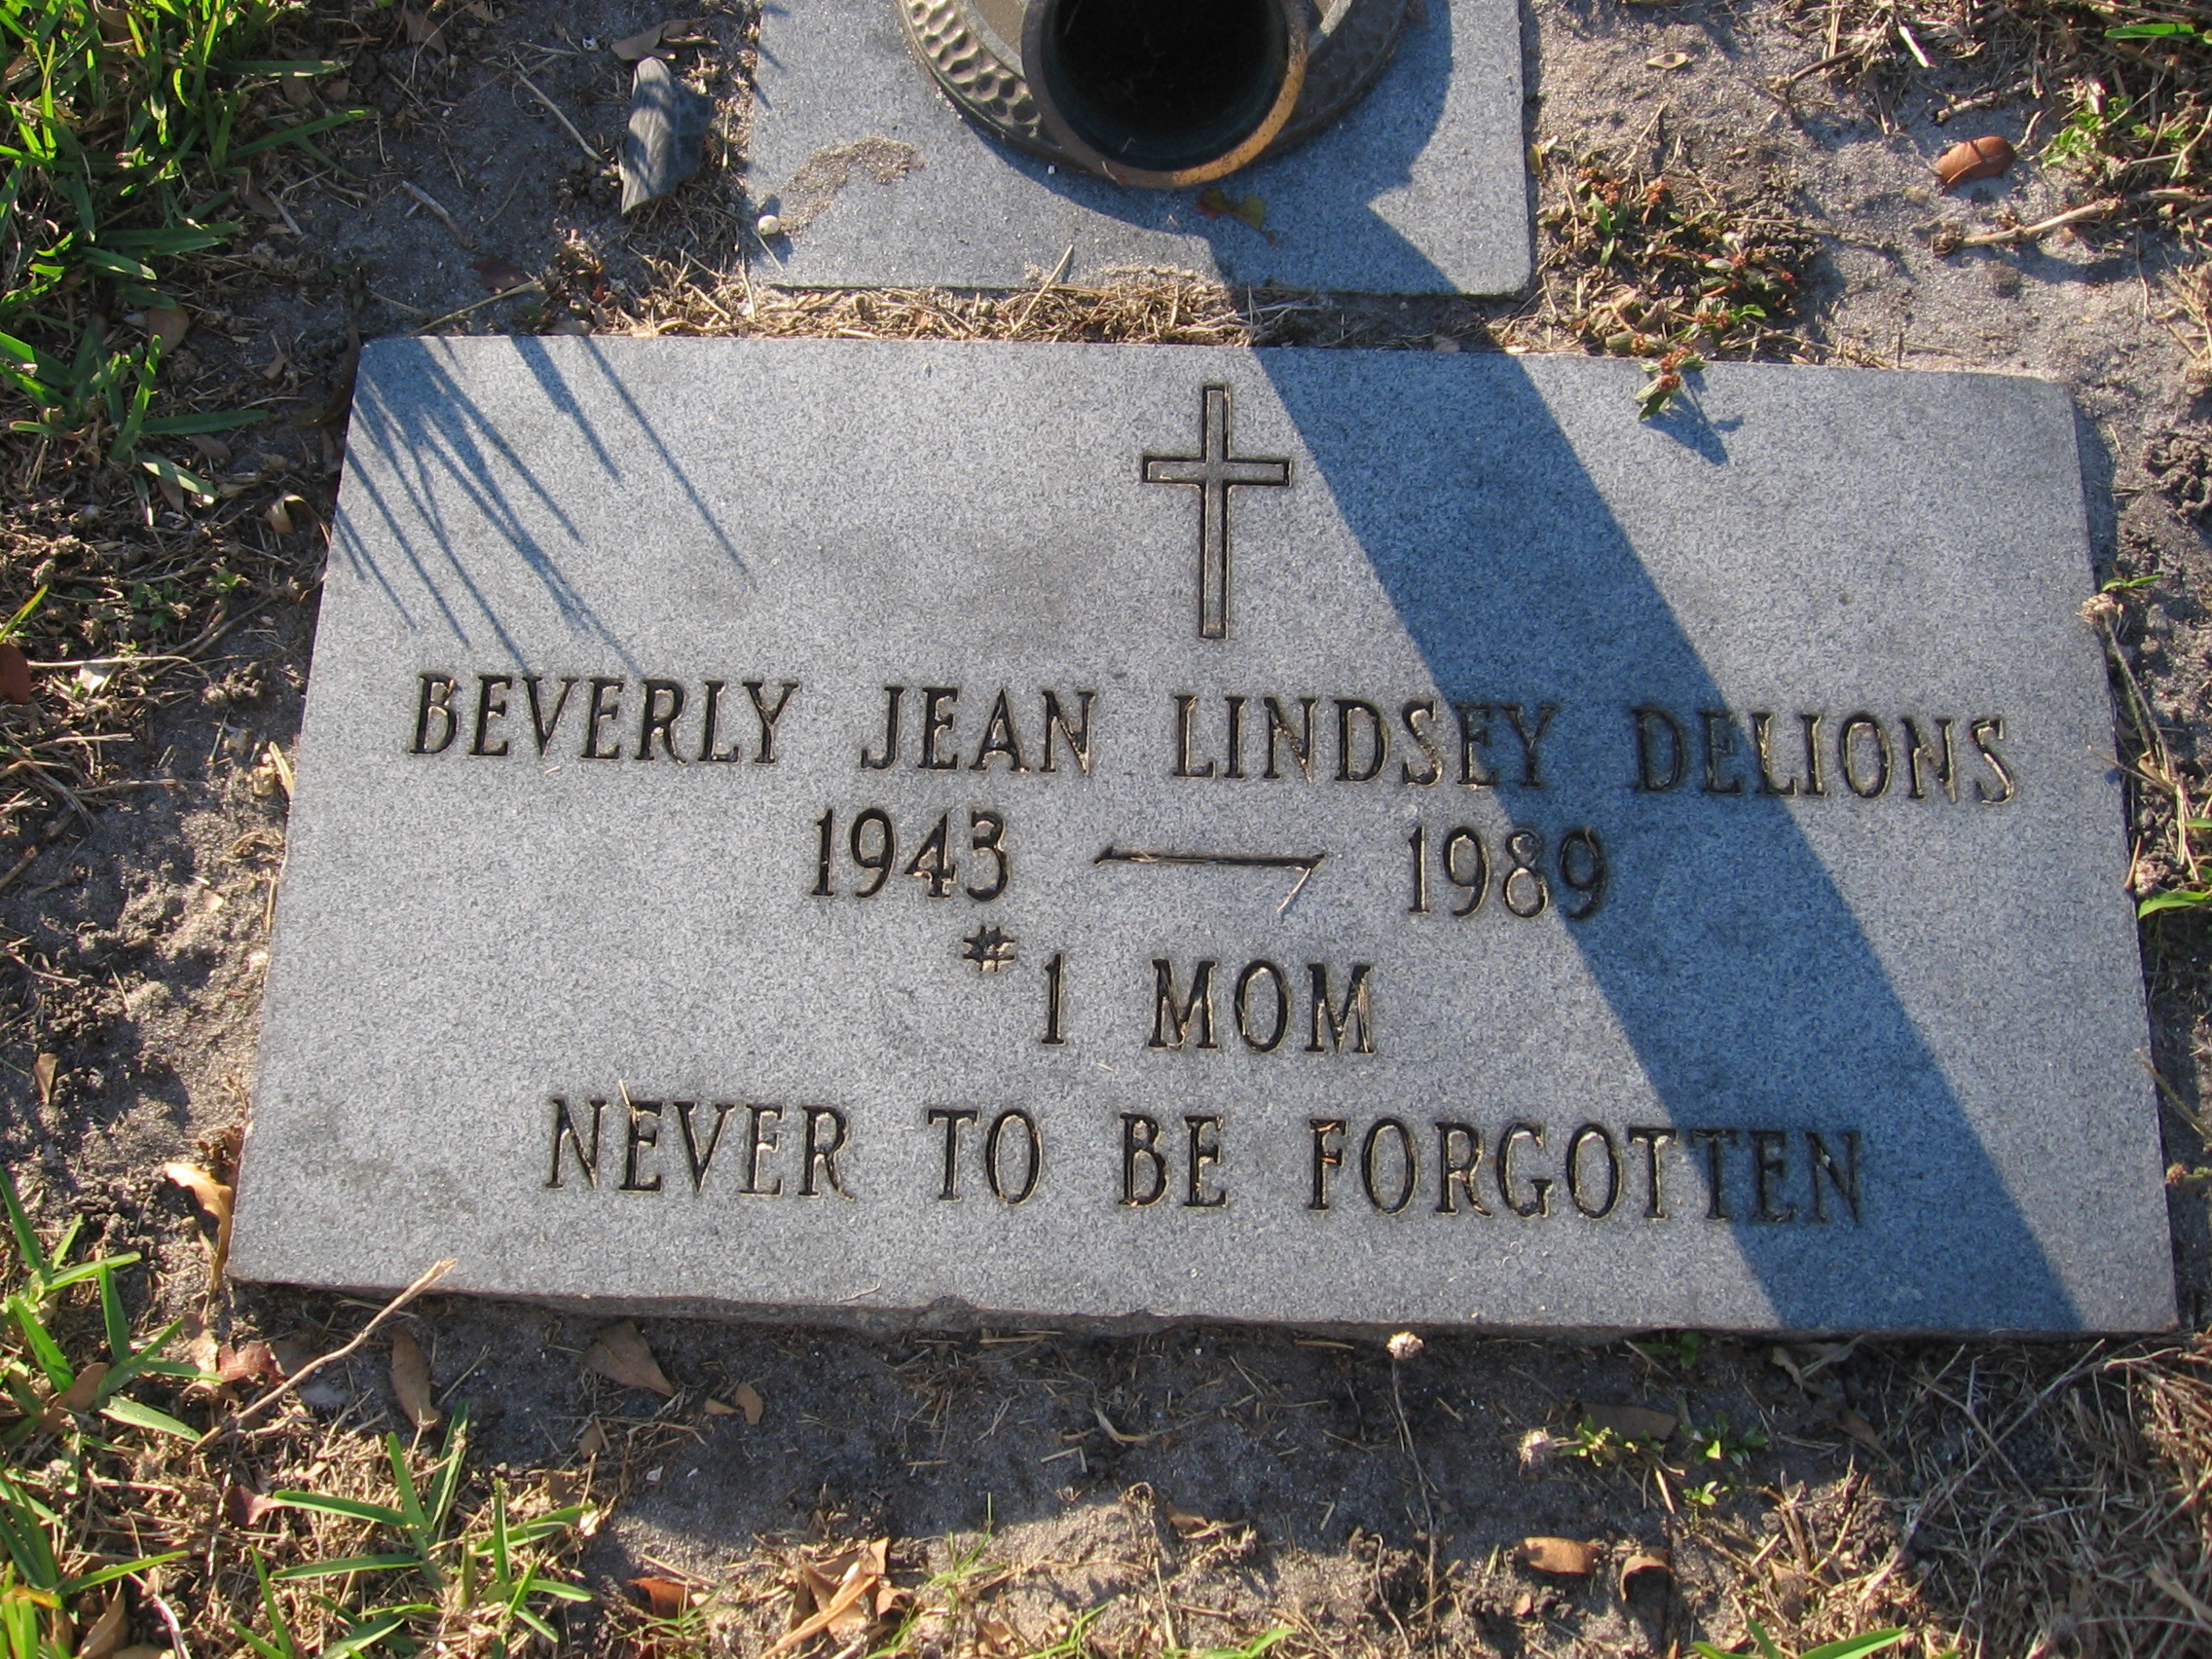 BEVERLY JEAN LINDSEY DELIONS
1943 — 1989
#1 MOM
NEVER TO BE FORGOTTEN